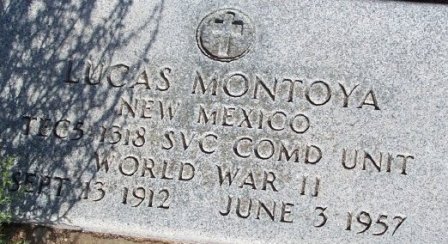 LUCAS MONTOYA
NEW MEXICO
TEC5 1318 SVC COMD UNIT
WORLD WAR II
SEPT 13 1912 JUNE 3 1957